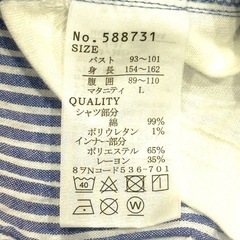 No.588731
SIZE
バスト 93~101
身長 154~162
腹囲 89~110
マタニティ L
QUALITY
シャツ部分
綿 99%
ポリウレタン 1%
インナー部分
ポリエステル 65%
レーヨン 35%
8ケタNコード536-701
40